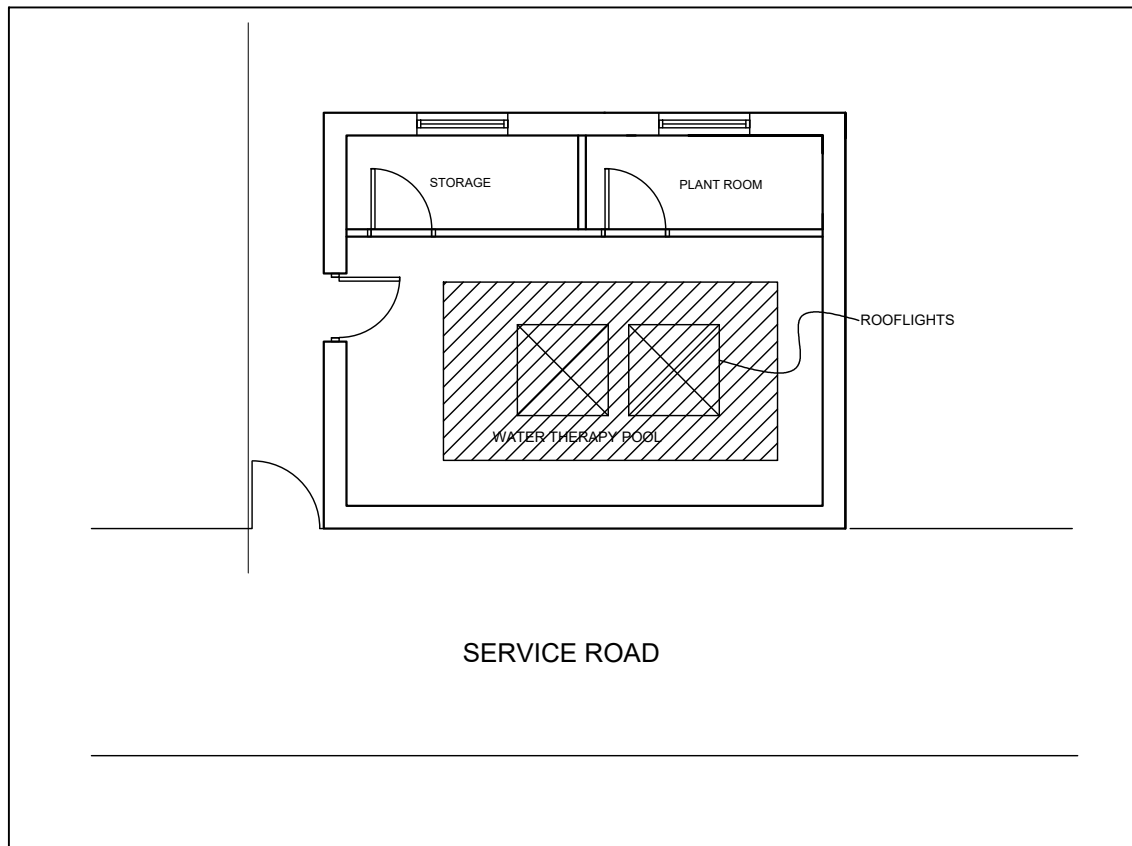 STORAGE
PLANT ROOM
ROOFLIGHTS
WATER THERAPY POOL
SERVICE ROAD